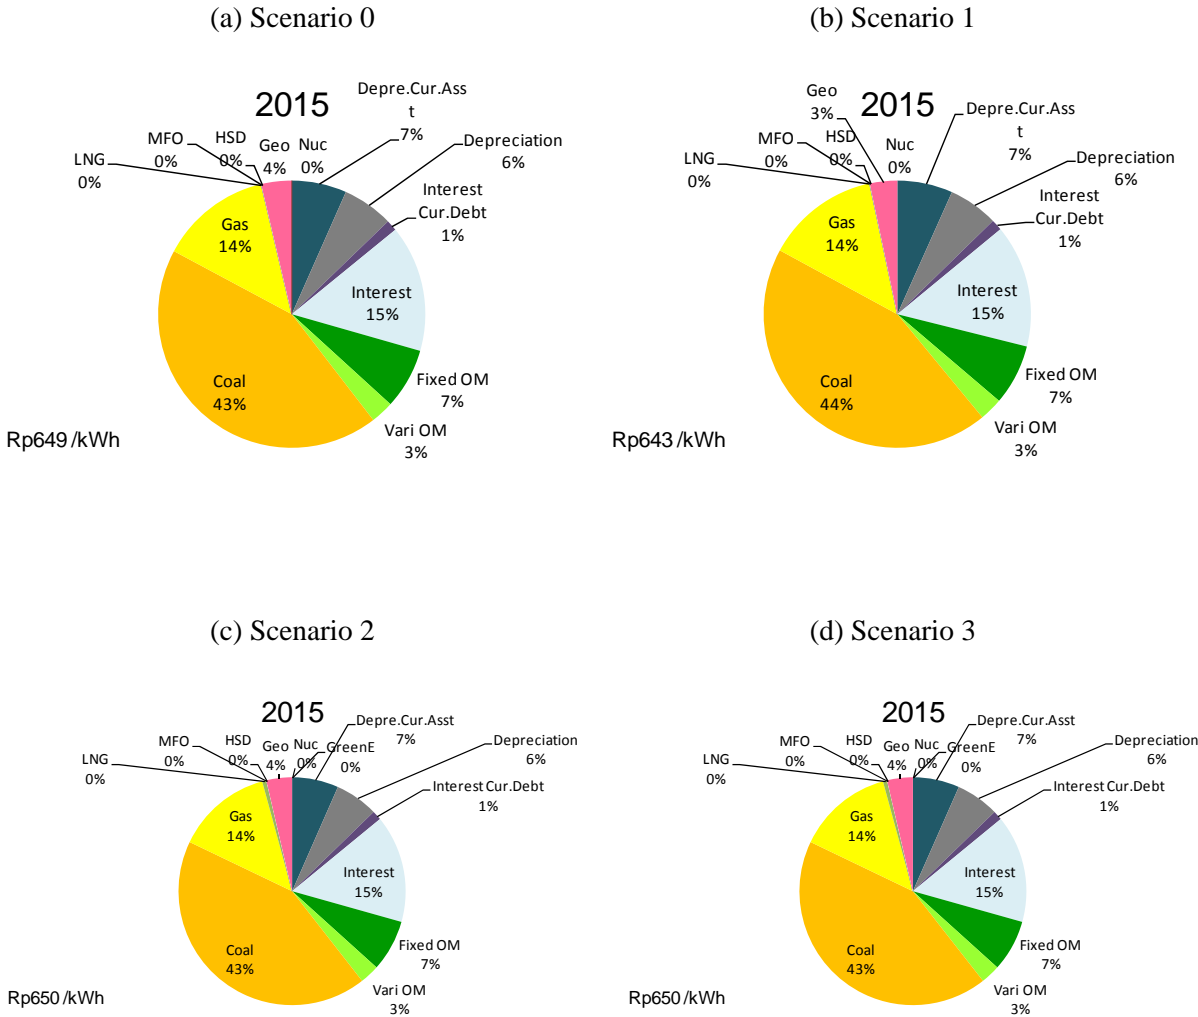 (a) Scenario 0
2015
Depre.Cur.Ass
t
7%
Depreciation
6%
Interest
Cur.Debt
1%
Interest
15%
Fixed OM
7%
Vari OM
3%
Coal
43%
Gas
14%
LNG
0%
MFO
0%
HSD
0%
Geo
4%
Nuc
0%
Rp649 /kWh
(b) Scenario 1
2015
Depre.Cur.Ass
t
7%
Depreciation
6%
Interest
Cur.Debt
1%
Interest
15%
Fixed OM
7%
Vari OM
3%
Coal
44%
Gas
14%
LNG
0%
MFO
0%
HSD
0%
Geo
3%
Nuc
0%
Rp643 /kWh
(c) Scenario 2
2015
Depre.Cur.Asst
7%
Depreciation
6%
Interest Cur.Debt
1%
Interest
15%
Fixed OM
7%
Vari OM
3%
Coal
43%
Gas
14%
LNG
0%
MFO
0%
HSD
0%
Geo
4%
Nuc
0%
GreenE
0%
Rp650 /kWh
(d) Scenario 3
2015
Depre.Cur.Asst
7%
Depreciation
6%
Interest Cur.Debt
1%
Interest
15%
Fixed OM
7%
Vari OM
3%
Coal
43%
Gas
14%
LNG
0%
MFO
0%
HSD
0%
Geo
4%
Nuc
0%
GreenE
0%
Rp650 /kWh